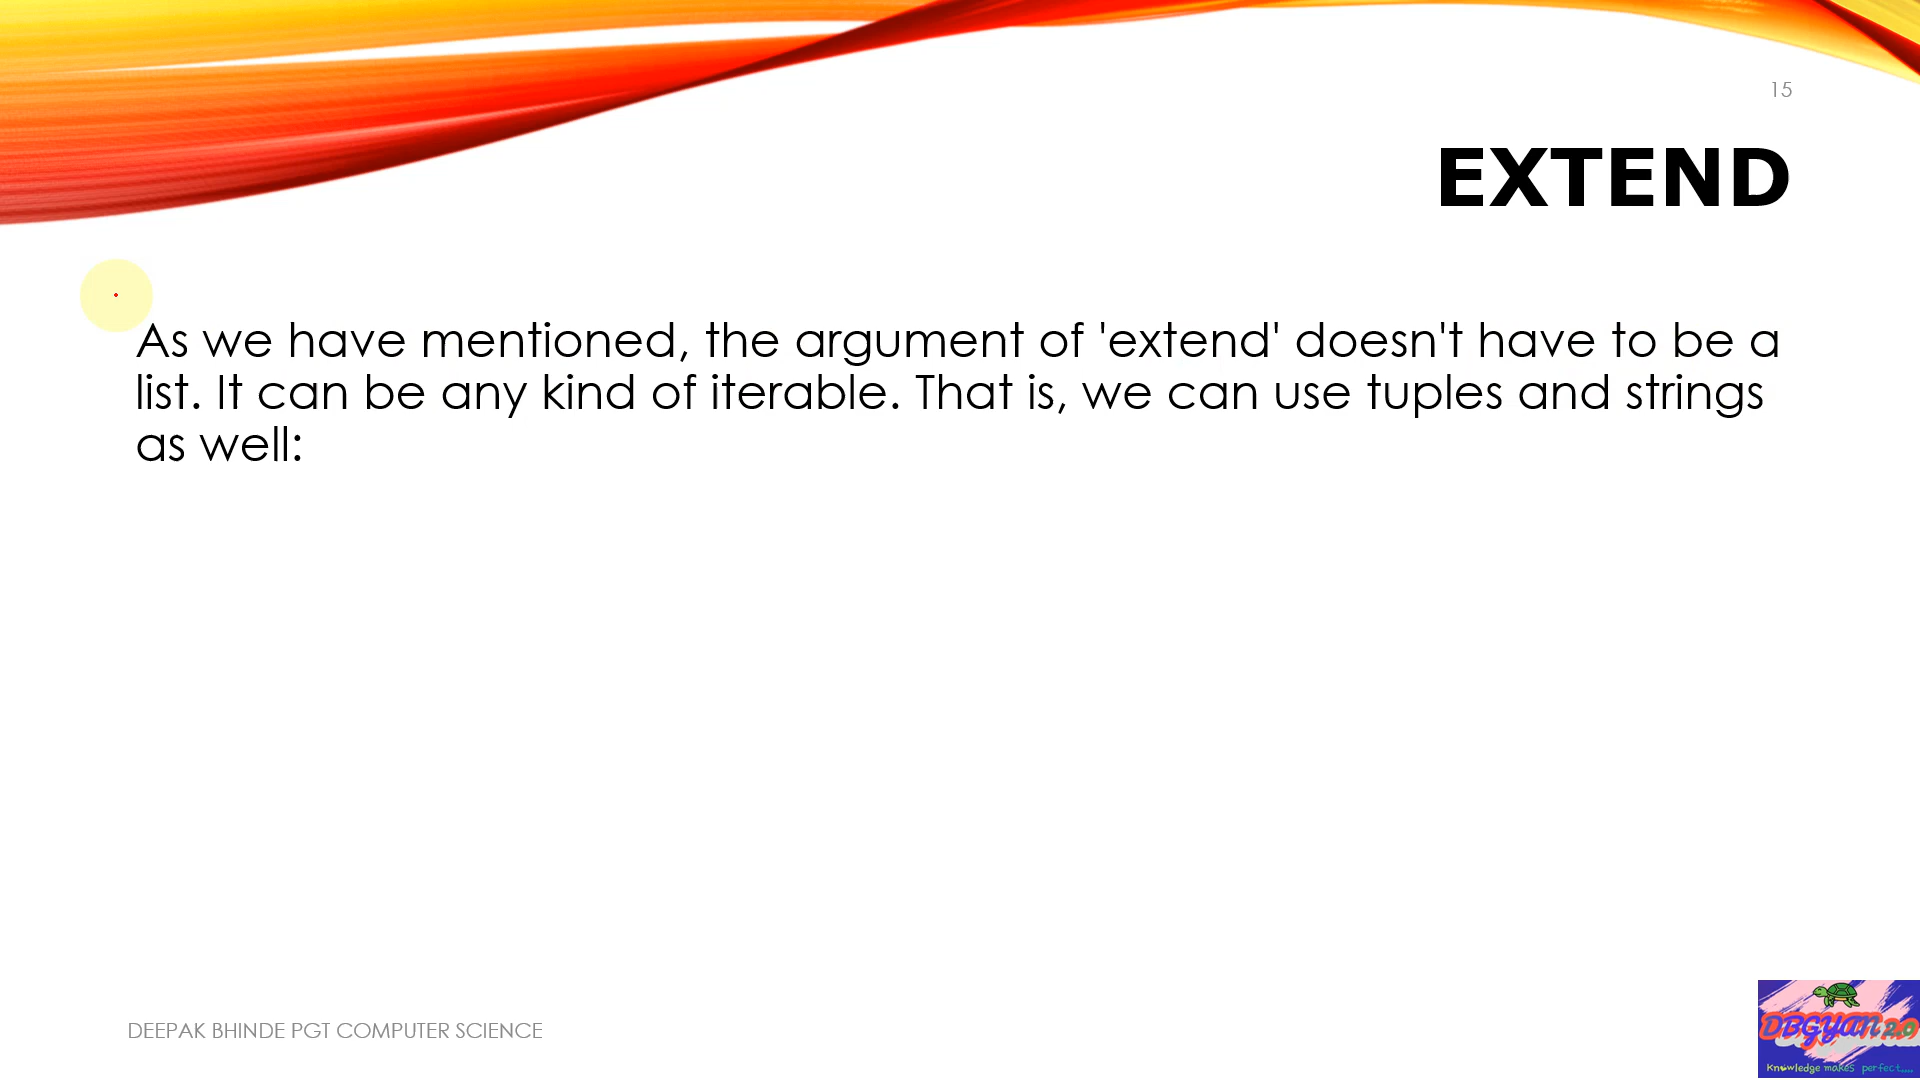 15
EXTEND
As we have mentioned, the argument of 'extend' doesn't have to be a
list. It can be any kind of iterable. That is, we can use tuples and strings
as well:
DEEPAK BHINDE PGT COMPUTER SCIENCE
DBGyan 2.0
Knowledge makes perfect....